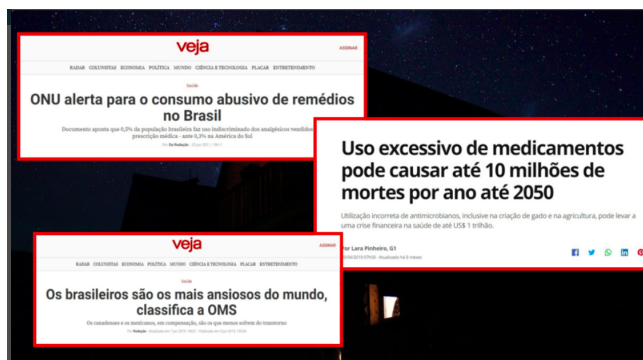 veja
ASSINAR
RADAR COLUNISTAS ECONOMIA POLÍTICA MUNDO CIÊNCIA E TECNOLOGIA PLACAR ENTRETENIMENTO
Saúde
ONU alerta para o consumo abusivo de remédios
no Brasil
Documento aponta que 0,5% da população brasileira faz uso indiscriminado dos analgésicos vendidos
prescrição médica - ante 0,3% na América do Sul
Por Da Redação
Uso excessivo de medicamentos
pode causar até 10 milhões de
mortes por ano até 2050
Utilização incorreta de antimicrobianos, inclusive na criação de gado e na agricultura, pode levar a
uma crise financeira na saúde de até US$ 1 trilhão.
Por Lara Pinheiro, G1
veja
ASSINAR
RADAR COLUNISTAS ECONOMIA POLÍTICA MUNDO CIÊNCIA E TECNOLOGIA PLACAR ENTRETENIMENTO
Saúde
Os brasileiros são os mais ansiosos do mundo,
classifica a OMS
Os canadenses e os mexicanos, em compensação, são os que menos sofrem do transtorno
Por Redação